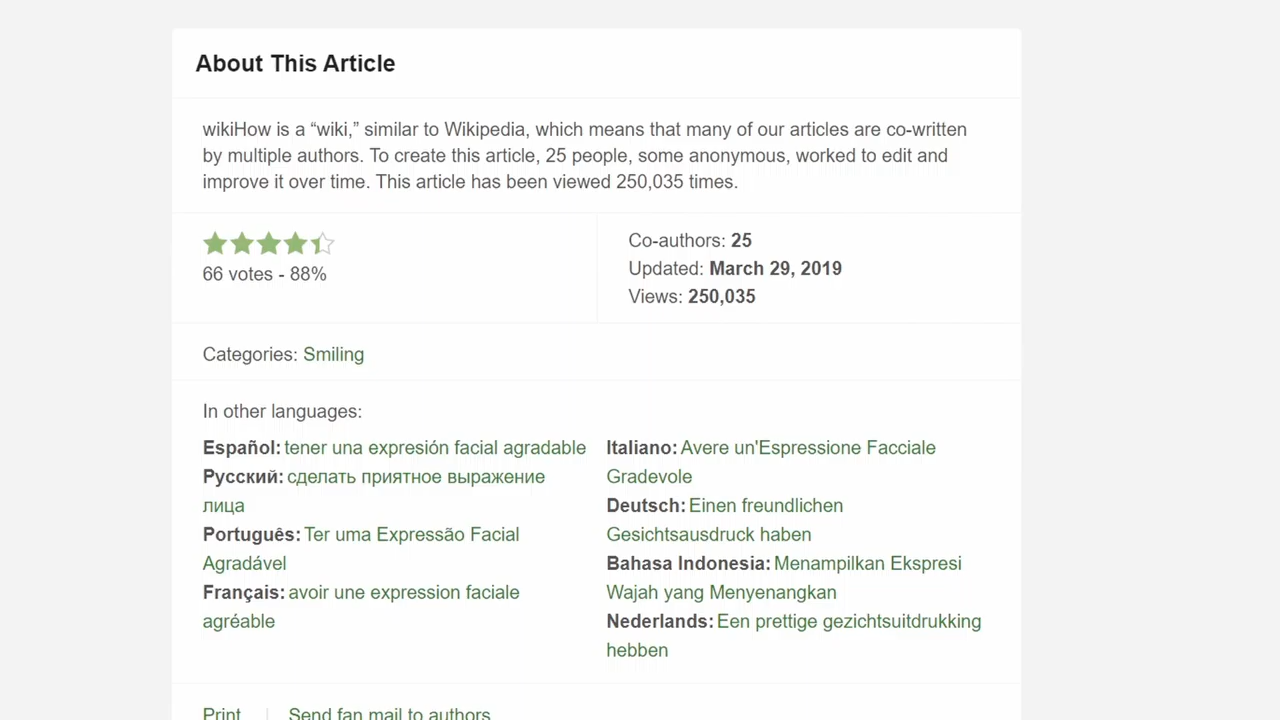 About This Article
wikiHow is a “wiki,” similar to Wikipedia, which means that many of our articles are co-written
by multiple authors. To create this article, 25 people, some anonymous, worked to edit and
improve it over time. This article has been viewed 250,035 times.
66 votes - 88%
Co-authors: 25
Updated: March 29, 2019
Views: 250,035
Categories: Smiling
In other languages:
Español: tener una expresión facial agradable
Русский: сделать приятное выражение
лица
Português: Ter uma Expressão Facial
Agradável
Français: avoir une expression faciale
agréable
Italiano: Avere un'Espressione Facciale
Gradevole
Deutsch: Einen freundlichen
Gesichtsausdruck haben
Bahasa Indonesia: Menampilkan Ekspresi
Wajah yang Menyenangkan
Nederlands: Een prettige gezichtsuitdrukking
hebben
Print | Send fan mail to authors